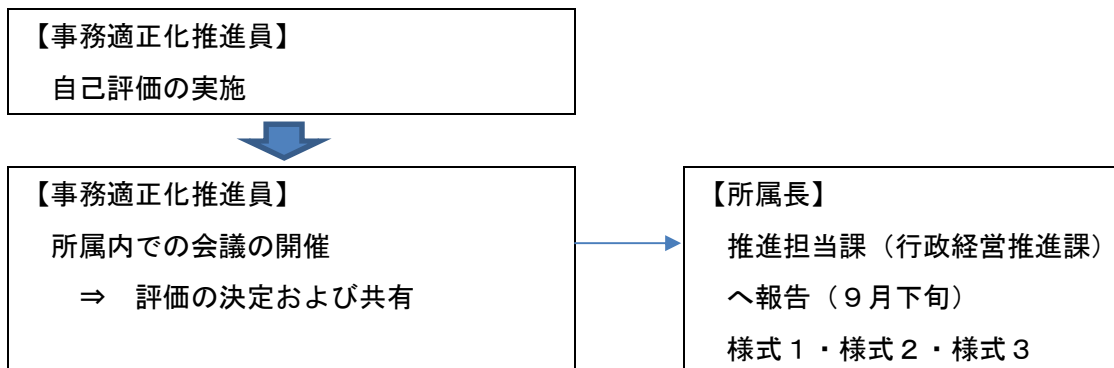 【事務適正化推進員】
自己評価の実施
【事務適正化推進員】
所属内での会議の開催
⇒　評価の決定および共有
【所属長】
推進担当課（行政経営推進課）
へ報告（９月下旬）
様式１・様式２・様式３